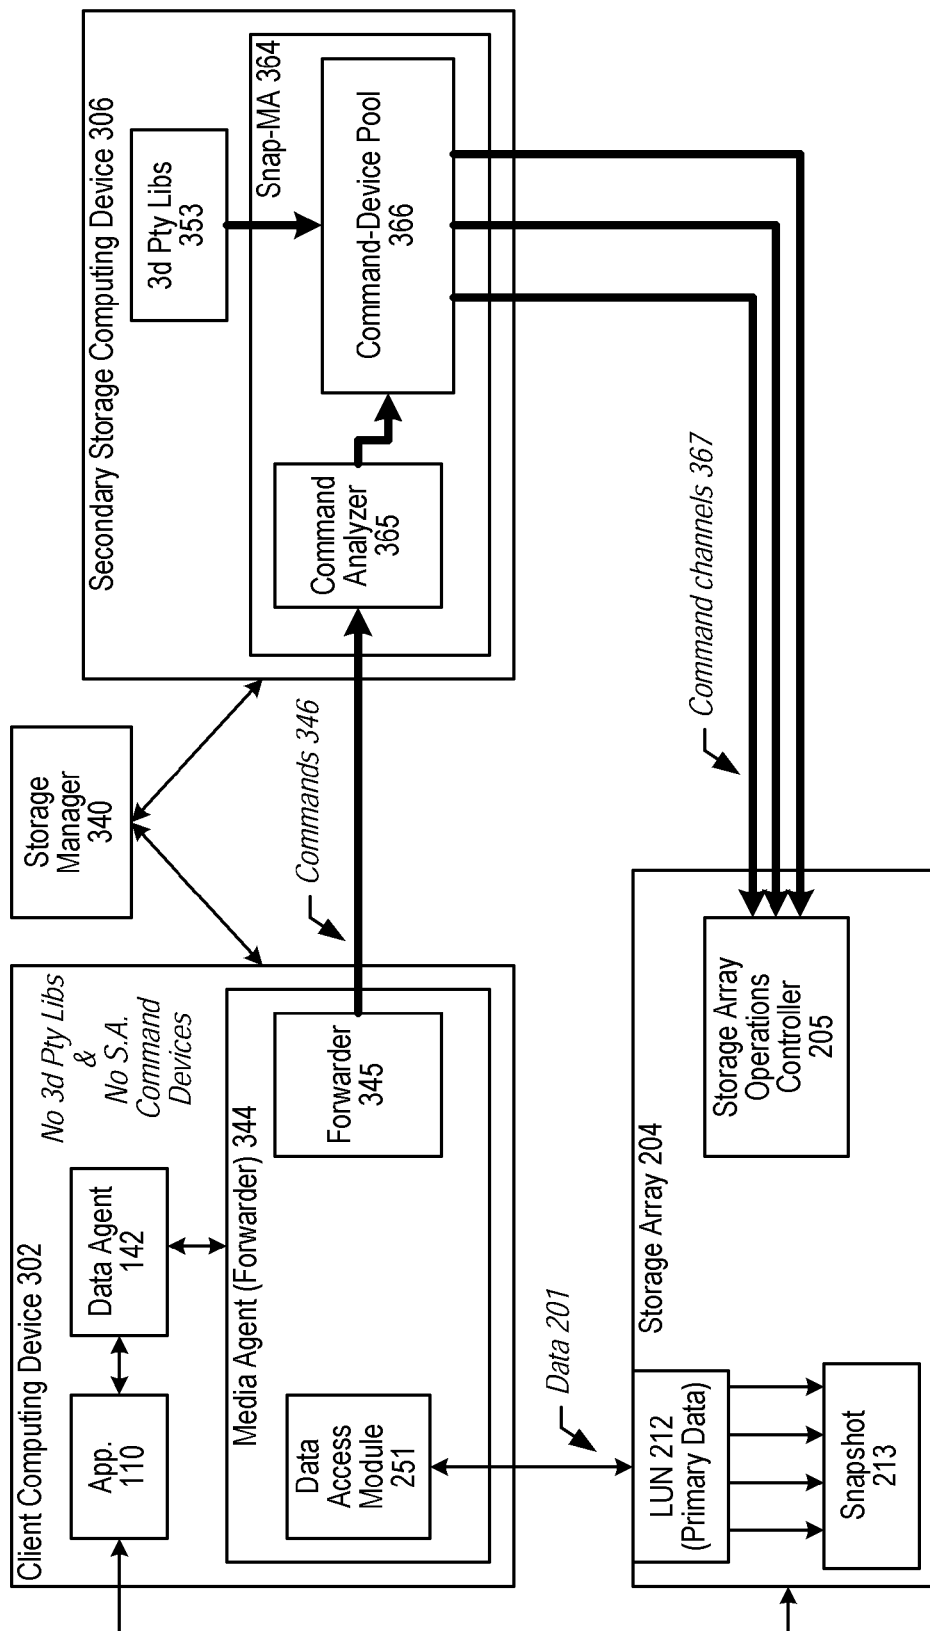 Client Computing Device 302
App.
110
Data Agent
142
No 3d Pty Libs
&
No S.A.
Command
Devices
Media Agent (Forwarder) 344
Data
Access
Module
251
Forwarder
345
Storage
Manager
340
Commands 346
Secondary Storage Computing Device 306
3d Pty Libs
353
Snap-MA 364
Command
Analyzer
365
Command-Device Pool
366
Data 201
Command channels 367
Storage Array 204
LUN 212
(Primary Data)
Snapshot
213
Storage Array
Operations
Controller
205